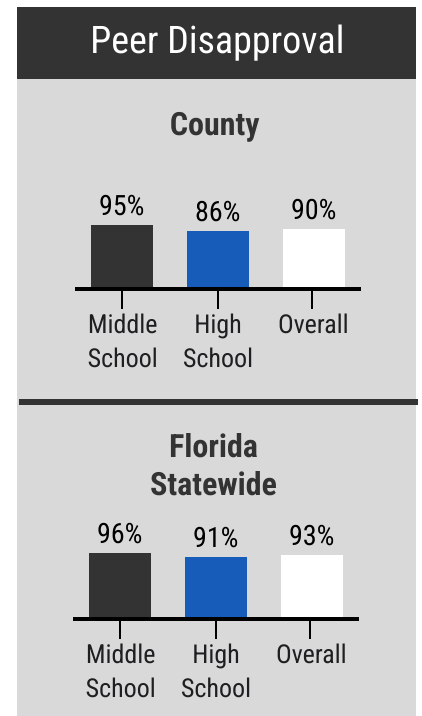 Peer Disapproval
County
95% 86% 90%
Middle School High School Overall
Florida
Statewide
96% 91% 93%
Middle School High School Overall